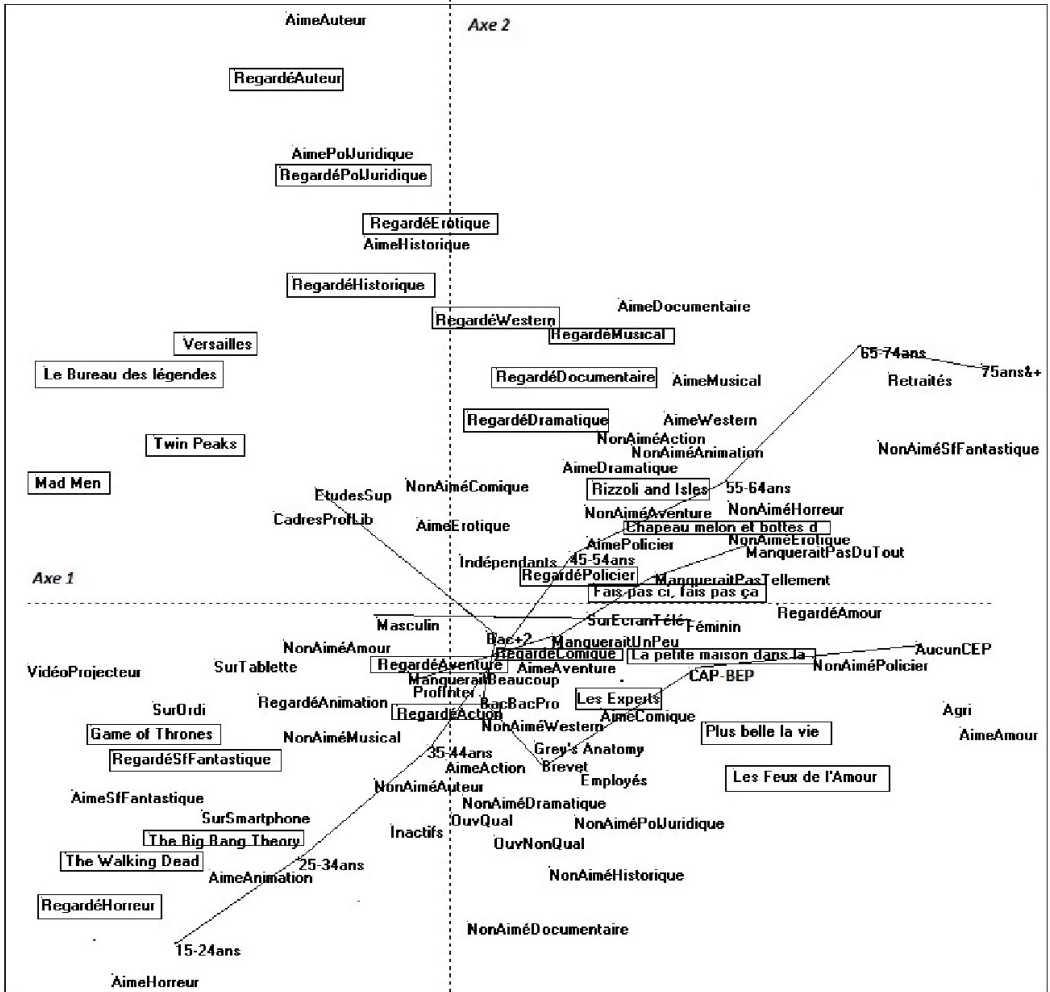 AimeAuteur
Axe 2
RegardéAuteur
AimePolJuridique
RegardéPolJuridique
RegardéErotique
AimeHistorique
RegardéHistorique
AimeDocumentaire
RegardéWestern
RegardéMusical
Versailles
65-74ans
Le Bureau des légendes
75ans&+
RegardéDocumentaire
AimeMusical
Retraités
RegardéDramatique
AimeWestern
NonAiméAction
Twin Peaks
NonAiméAnimation
NonAiméSfFantastique
AimeDramatique
Mad Men
NonAiméComique
Rizzoli and Isles
55-64ans
EtudesSup
NonAiméAventure
NonAiméHorreur
CadresProfLib
AimeErotique
Chapeau melon et bottes d
NonAiméErotique
AimePolicier
ManqueraitPasDuTout
Indépendants
45-54ans
Axe 1
RegardéPolicier
ManqueraitPasTellement
Fais pas ci, fais pas ça
RegardéAmour
Masculin
SurEcranTélé
Féminin
Bac+2
ManqueraitUnPeu
NonAiméAmour
RegardéComique
La petite maison dans la
AucunCEP
VidéoProjecteur
SurTablette
RegardéAventure
AimeAventure
NonAiméPolicier
ManqueraitBeaucoup
CAP-BEP
ProfInter
RegardéAnimation
BacBacPro
Les Experts
SurOrdi
RegardéAction
AimeComique
Agri
Game of Thrones
NonAiméMusical
NonAiméWestern
Plus belle la vie
AimeAmour
RegardéSfFantastique
35-44ans
Grey's Anatomy
AimeAction
Brevet
Employés
Les Feux de l'Amour
NonAiméAuteur
AimeSfFantastique
NonAiméDramatique
SurSmartphone
OuvQual
NonAiméPolJuridique
Inactifs
The Big Bang Theory
OuvNonQual
The Walking Dead
25-34ans
AimeAnimation
NonAiméHistorique
RegardéHorreur
NonAiméDocumentaire
15-24ans
AimeHorreur